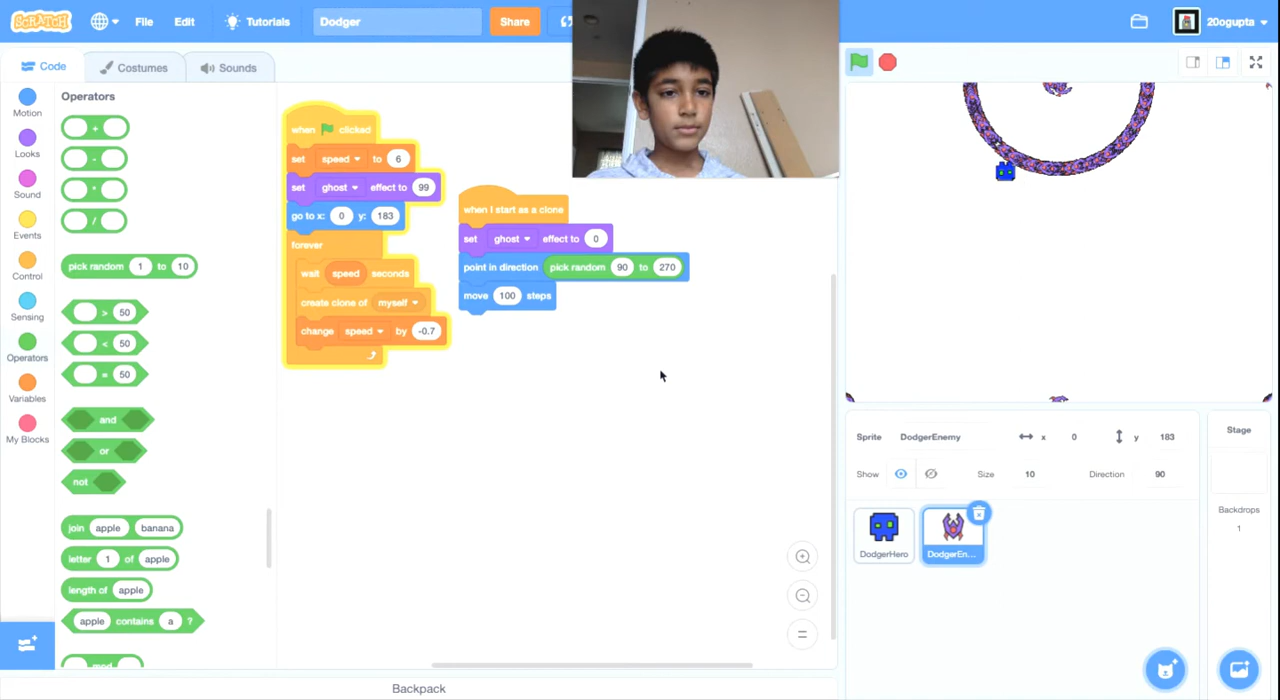 SCRATCH
File
Edit
Tutorials
Dodger
Share
20ogupta
Code
Costumes
Sounds
Motion
Looks
Sound
Events
Control
Sensing
Operators
Variables
My Blocks
Operators
+
-
*
/
pick random 1 to 10
> 50
< 50
= 50
and
or
not
join apple banana
letter 1 of apple
length of apple
apple contains a ?
mod
when clicked
set speed to 6
set ghost effect to 99
go to x: 0 y: 183
forever
wait speed seconds
create clone of myself
change speed by -0.7
when I start as a clone
set ghost effect to 0
point in direction pick random 90 to 270
move 100 steps
Sprite DodgerEnemy x 0 y 183
Show Size 10 Direction 90
DodgerHero
DodgerEn...
Stage
Backdrops
1
Backpack